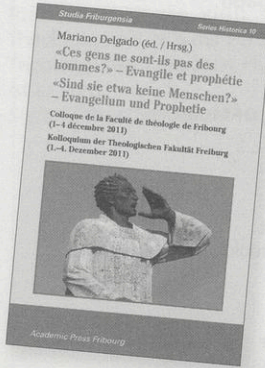 Studia Friburgensia
Series Historica 10
Mariano Delgado (éd. / Hrsg.)
«Ces gens ne sont-ils pas des
hommes?» – Evangile et prophétie
«Sind sie etwa keine Menschen?»
– Evangelium und Prophetie
Colloque de la Faculté de théologie de Fribourg
(1–4 décembre 2011)
Kolloquium der Theologischen Fakultät Freiburg
(1.–4. Dezember 2011)
Academic Press Fribourg